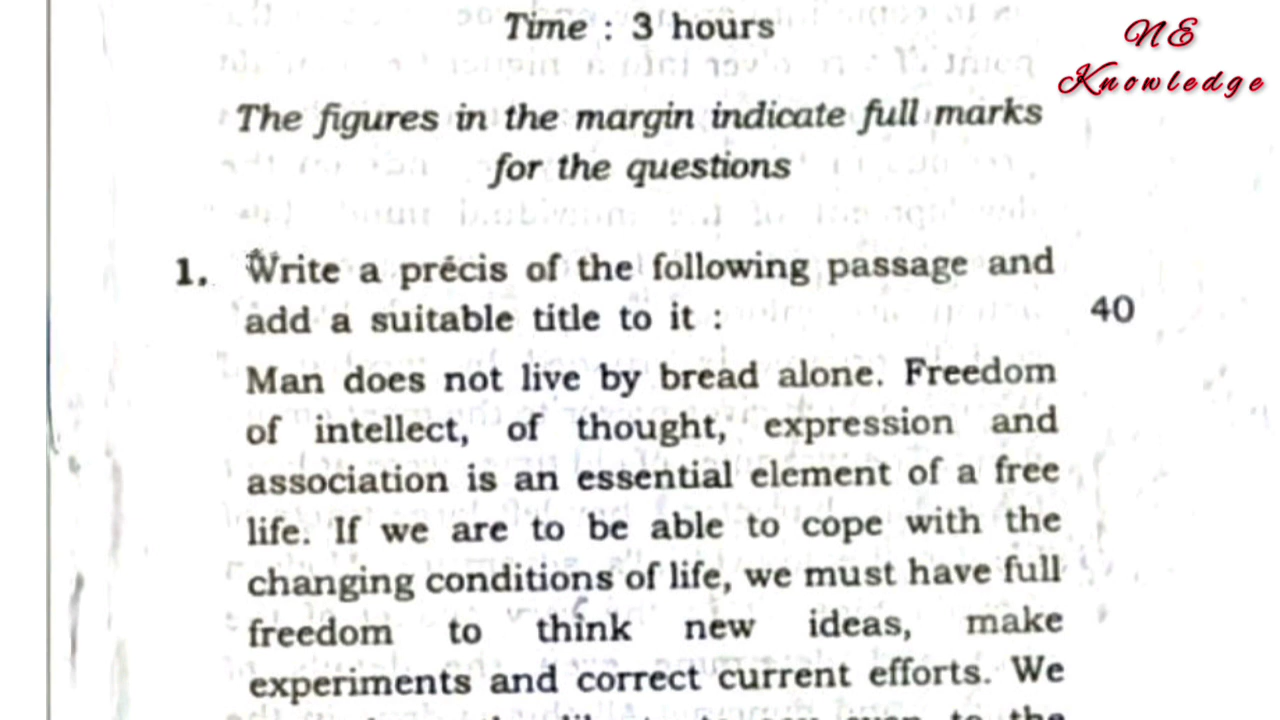 Time : 3 hours
NE
Knowledge
The figures in the margin indicate full marks
for the questions
1. Write a précis of the following passage and
add a suitable title to it :
40
Man does not live by bread alone. Freedom
of intellect, of thought, expression and
association is an essential element of a free
life. If we are to be able to cope with the
changing conditions of life, we must have full
freedom to think new ideas, make
experiments and correct current efforts. We